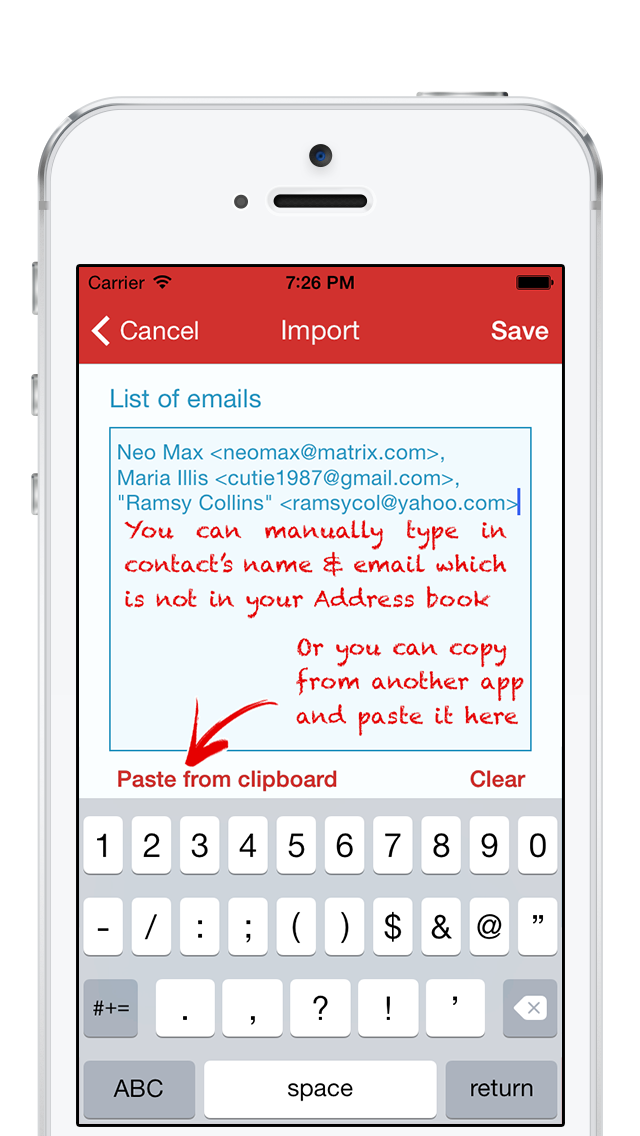 Carrier 7:26 PM
Cancel Import Save
List of emails
Neo Max <neomax@matrix.com>,
Maria Illis <cutie1987@gmail.com>,
"Ramsy Collins" <ramsycol@yahoo.com>
You can manually type in
contact's name & email which
is not in your Address book
Or you can copy
from another app
and paste it here
Paste from clipboard Clear
1 2 3 4 5 6 7 8 9 0
- / : ; ( ) $ & @ ”
#+= . , ? ! ’
ABC space return